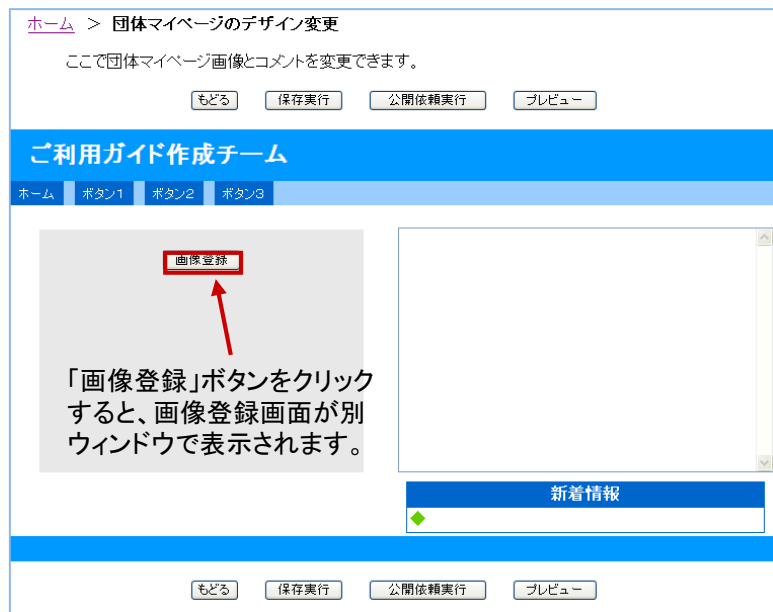 ホーム > 団体マイページのデザイン変更
ここで団体マイページ画像とコメントを変更できます。
もどる 保存実行 公開依頼実行 プレビュー
ご利用ガイド作成チーム
ホーム ボタン1 ボタン2 ボタン3
画像登録
「画像登録」ボタンをクリック
すると、画像登録画面が別
ウィンドウで表示されます。
新着情報
もどる 保存実行 公開依頼実行 プレビュー